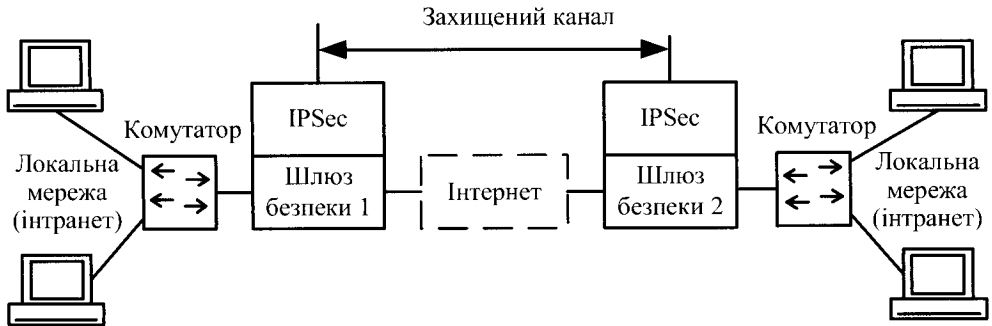 Захищений канал
IPSec
IPSec
Комутатор
Комутатор
Локальна
мережа
(інтранет)
Шлюз
безпеки 1
Інтернет
Шлюз
безпеки 2
Локальна
мережа
(інтранет)